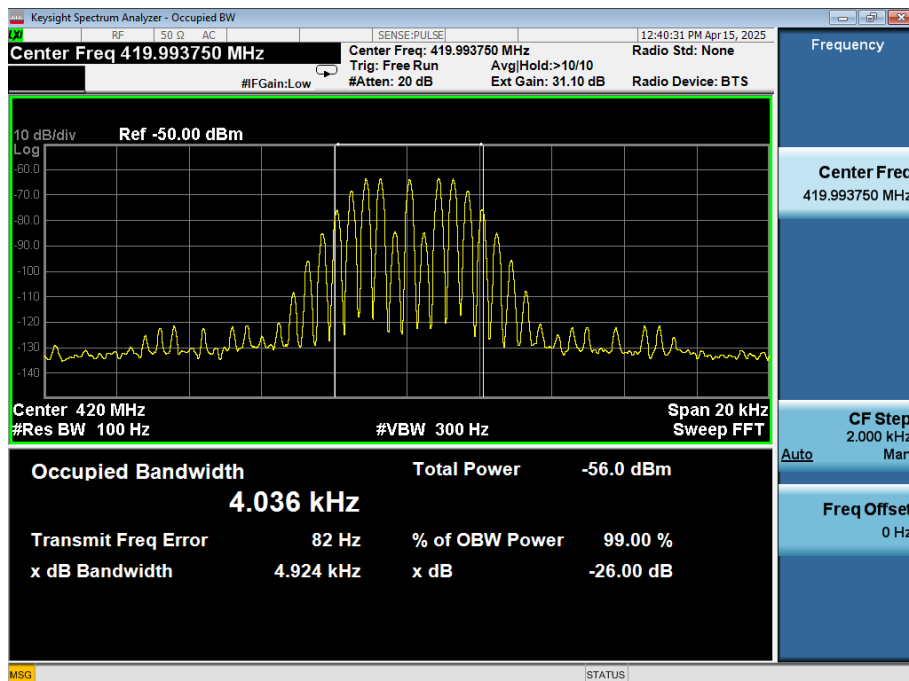 Keysight Spectrum Analyzer - Occupied BW
LXI
RF 50 Ω AC SENSE:PULSE 12:40:31 PM Apr 15, 2025
Center Freq 419.993750 MHz
Center Freq: 419.993750 MHz Radio Std: None
Trig: Free Run Avg|Hold:>10/10
#IFGain:Low #Atten: 20 dB Ext Gain: 31.10 dB Radio Device: BTS
10 dB/div Ref -50.00 dBm
Log
-60.0
-70.0
-80.0
-90.0
-100
-110
-120
-130
-140
Center 420 MHz Span 20 kHz
#Res BW 100 Hz #VBW 300 Hz Sweep FFT
Occupied Bandwidth Total Power -56.0 dBm
4.036 kHz
Transmit Freq Error 82 Hz % of OBW Power 99.00 %
x dB Bandwidth 4.924 kHz x dB -26.00 dB
MSG STATUS
Frequency
Center Freq
419.993750 MHz
CF Step
2.000 kHz
Auto Man
Freq Offset
0 Hz